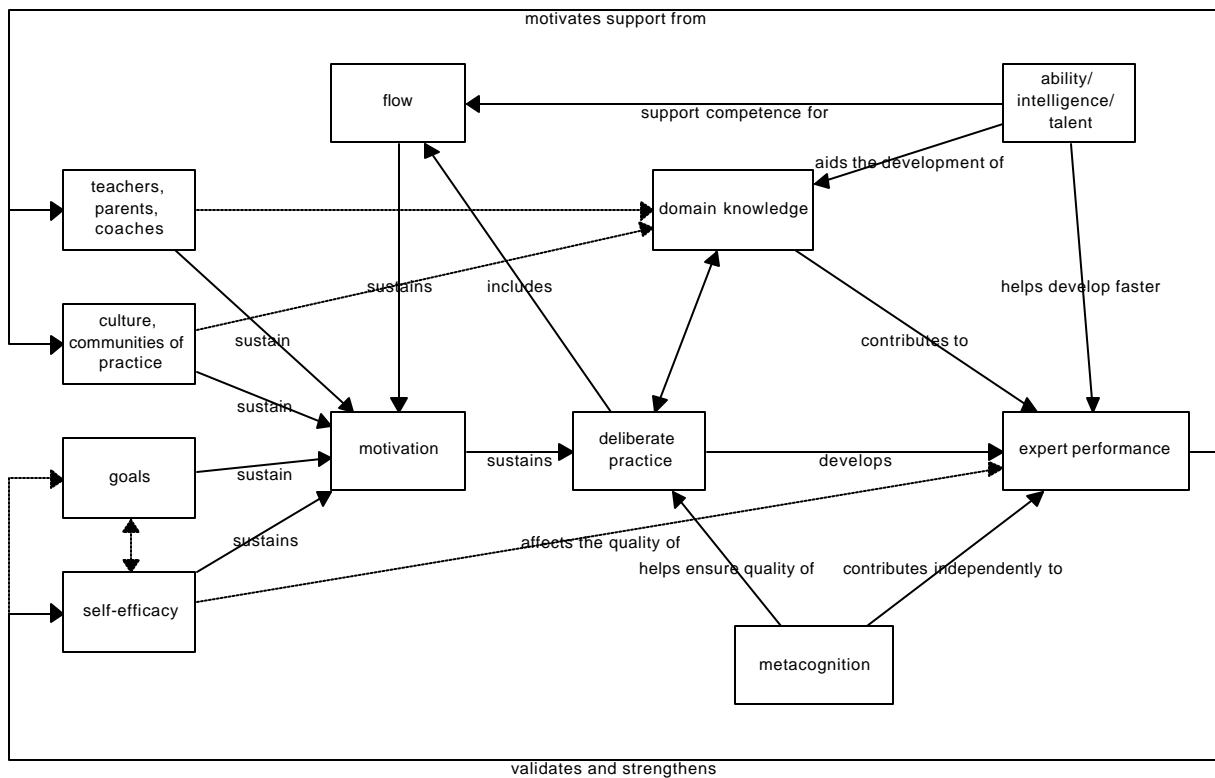 motivates support from
flow
ability/
intelligence/
talent
support competence for
aids the development of
teachers,
parents,
coaches
domain knowledge
sustains
includes
helps develop faster
culture,
communities of
practice
sustain
contributes to
sustain
motivation
deliberate
practice
expert performance
goals
sustain
sustains
develops
sustains
affects the quality of
helps ensure quality of
contributes independently to
self-efficacy
metacognition
validates and strengthens